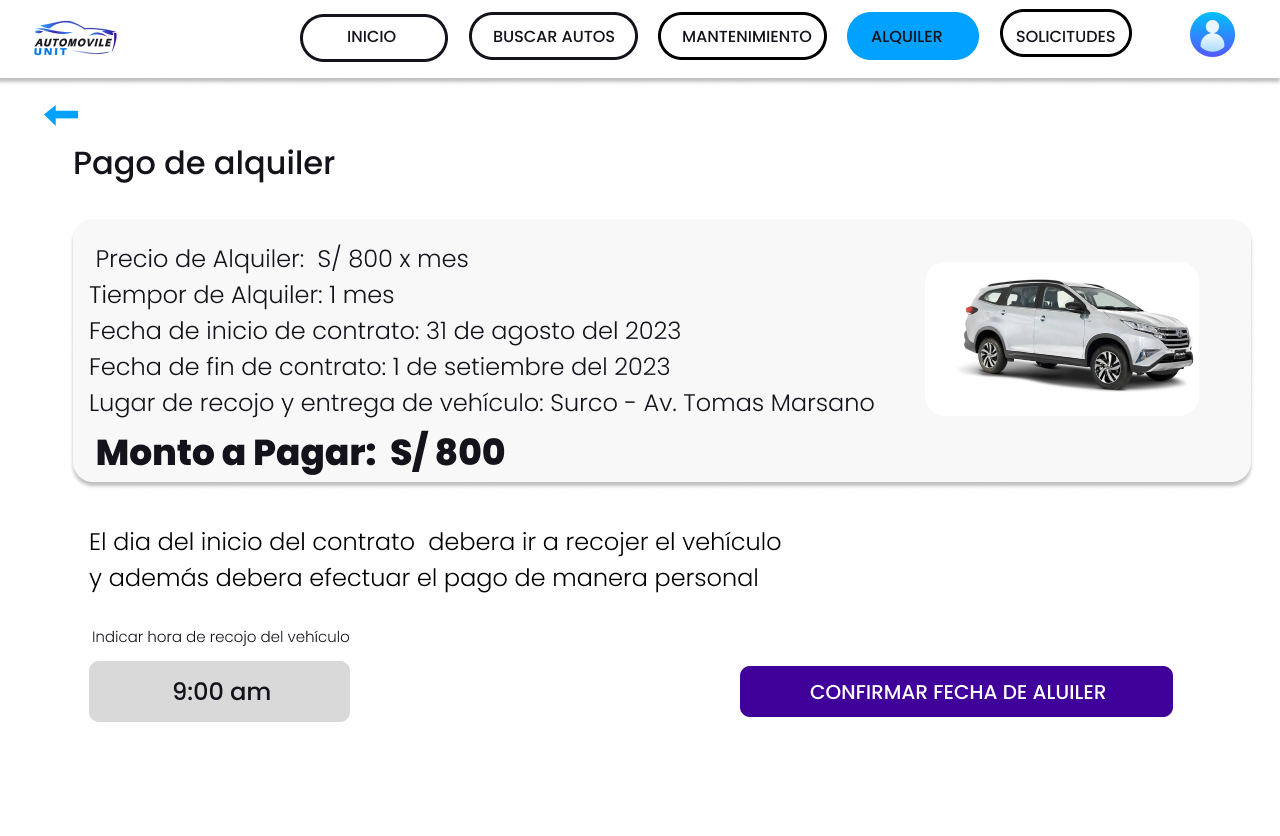 AUTOMOVILE
UNIT
INICIO
BUSCAR AUTOS
MANTENIMIENTO
ALQUILER
SOLICITUDES
Pago de alquiler
Precio de Alquiler: S/ 800 x mes
Tiempor de Alquiler: 1 mes
Fecha de inicio de contrato: 31 de agosto del 2023
Fecha de fin de contrato: 1 de setiembre del 2023
Lugar de recojo y entrega de vehículo: Surco - Av. Tomas Marsano
Monto a Pagar: S/ 800
El dia del inicio del contrato debera ir a recojer el vehículo
y además debera efectuar el pago de manera personal
Indicar hora de recojo del vehículo
9:00 am
CONFIRMAR FECHA DE ALUILER